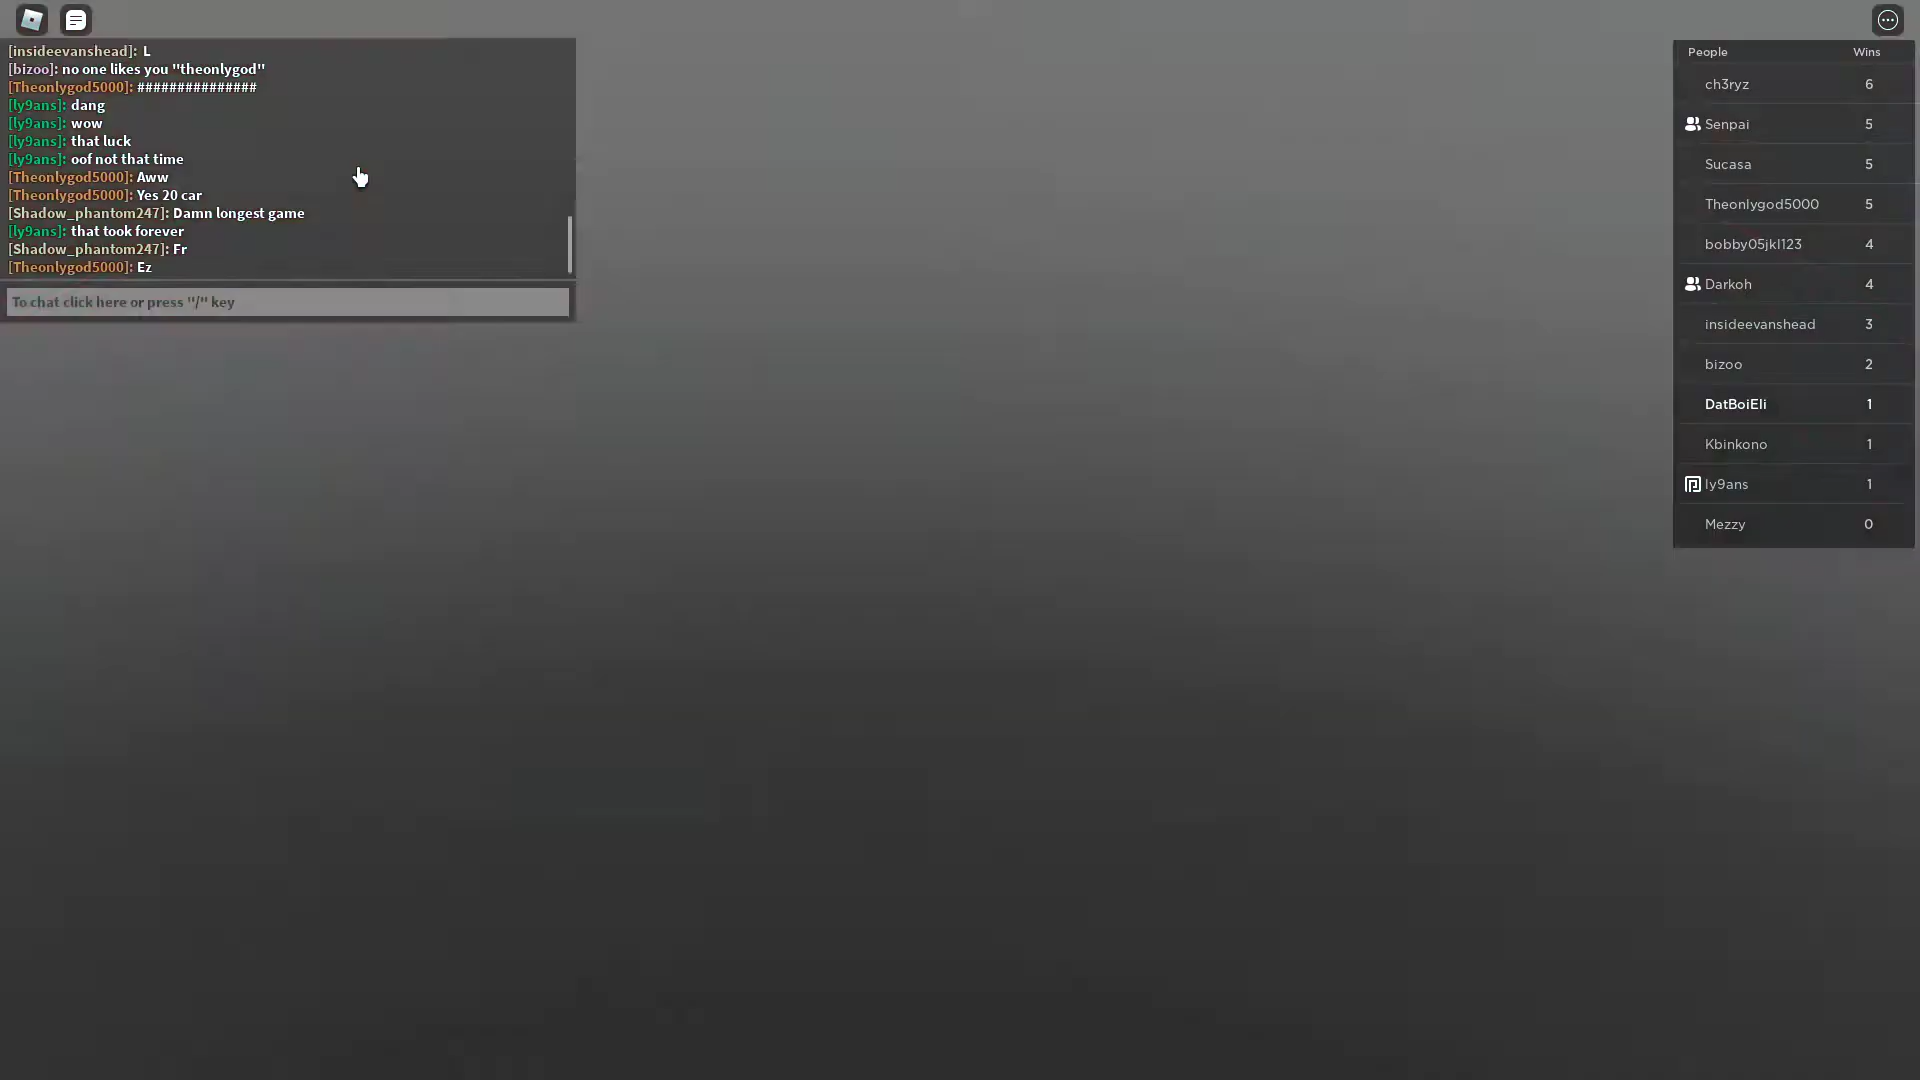 [insideevanshead]: L
[bizoo]: no one likes you "theonlygod"
[Theonlygod5000]: ###############
[ly9ans]: dang
[ly9ans]: wow
[ly9ans]: that luck
[ly9ans]: oof not that time
[Theonlygod5000]: Aww
[Theonlygod5000]: Yes 20 car
[Shadow_phantom247]: Damn longest game
[ly9ans]: that took forever
[Shadow_phantom247]: Fr
[Theonlygod5000]: Ez
To chat click here or press "/" key
People Wins
ch3ryz 6
Senpai 5
Sucasa 5
Theonlygod5000 5
bobby05jkl123 4
Darkoh 4
insideevanshead 3
bizoo 2
DatBoiEli 1
Kbinkono 1
ly9ans 1
Mezzy 0